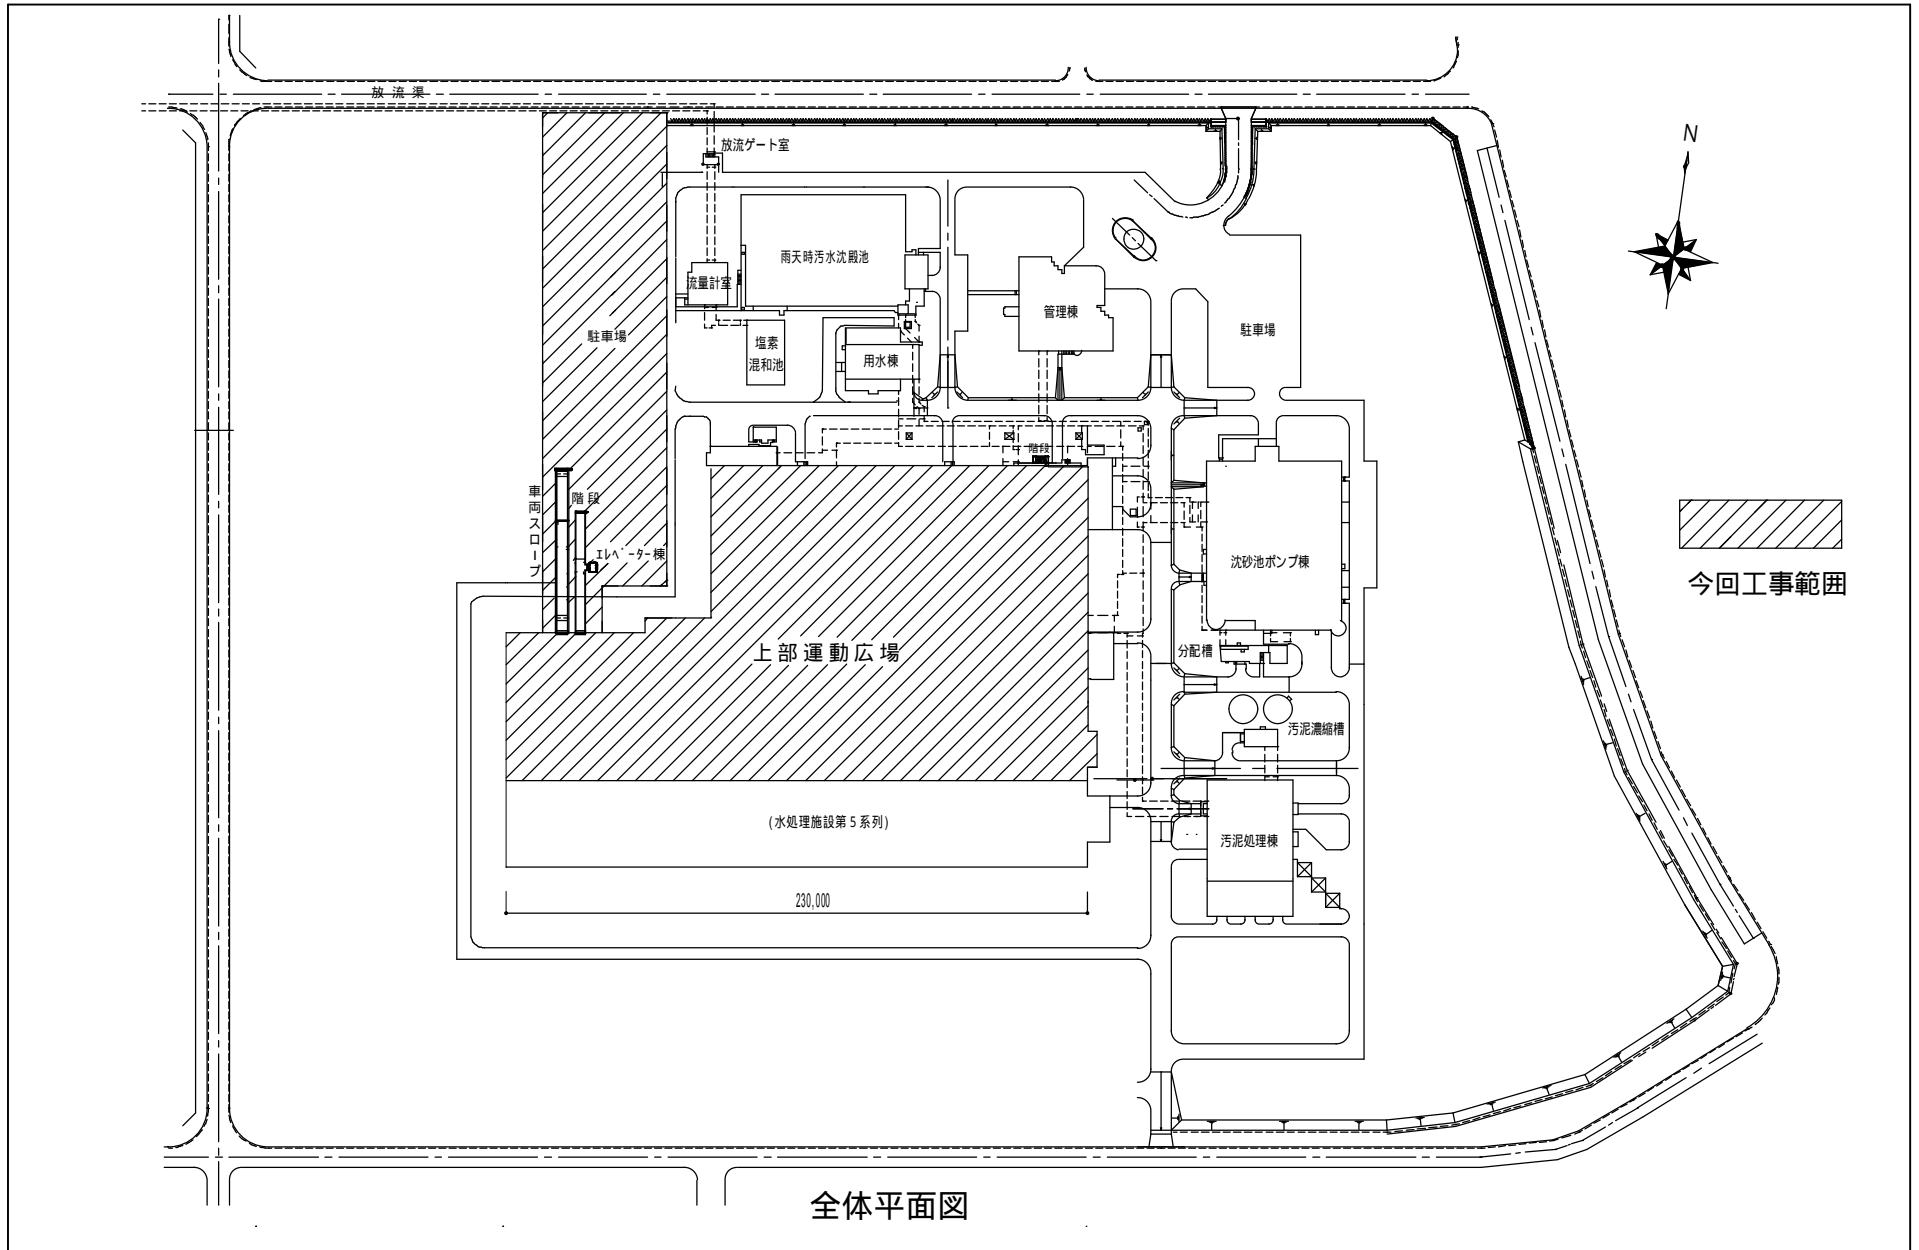 放流渠
N
放流ゲート室
雨天時汚水沈殿池
流量計室
管理棟
駐車場
駐車場
塩素
混和池
用水棟
階段
車両スロープ
階段
エレベーター棟
沈砂池ポンプ棟
今回工事範囲
上部運動広場
分配槽
汚泥濃縮槽
(水処理施設第5系列)
汚泥処理棟
230,000
全体平面図